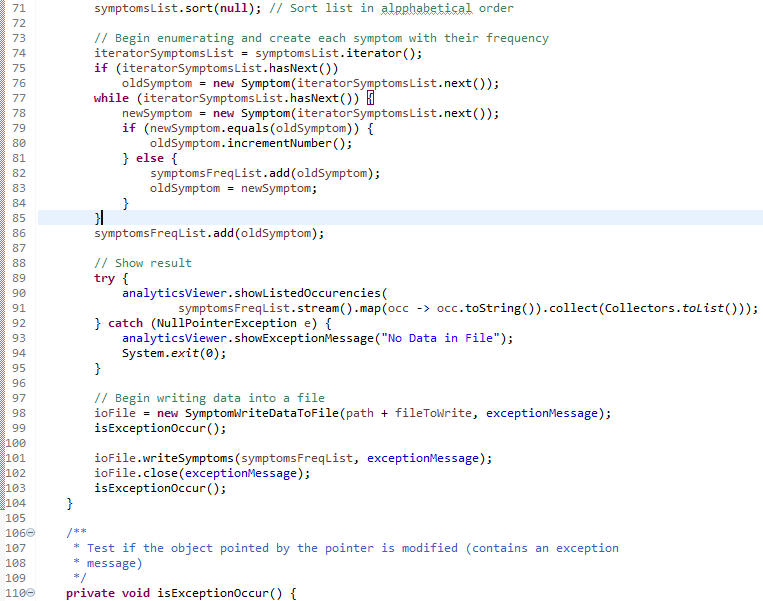 71 symptomsList.sort(null); // Sort list in alpphabetical order
72
73 // Begin enumerating and create each symptom with their frequency
74 iteratorSymptomsList = symptomsList.iterator();
75 if (iteratorSymptomsList.hasNext())
76 oldSymptom = new Symptom(iteratorSymptomsList.next());
77 while (iteratorSymptomsList.hasNext()) {
78 newSymptom = new Symptom(iteratorSymptomsList.next());
79 if (newSymptom.equals(oldSymptom)) {
80 oldSymptom.incrementNumber();
81 } else {
82 symptomsFreqList.add(oldSymptom);
83 oldSymptom = newSymptom;
84 }
85 }
86 symptomsFreqList.add(oldSymptom);
87
88 // Show result
89 try {
90 analyticsViewer.showListedOccurencies(
91 symptomsFreqList.stream().map(occ -> occ.toString()).collect(Collectors.toList()));
92 } catch (NullPointerException e) {
93 analyticsViewer.showExceptionMessage("No Data in File");
94 System.exit(0);
95 }
96
97 // Begin writing data into a file
98 ioFile = new SymptomWriteDataToFile(path + fileToWrite, exceptionMessage);
99 isExceptionOccur();
100
101 ioFile.writeSymptoms(symptomsFreqList, exceptionMessage);
102 ioFile.close(exceptionMessage);
103 isExceptionOccur();
104 }
105
106 /**
107 * Test if the object pointed by the pointer is modified (contains an exception
108 * message)
109 */
110 private void isExceptionOccur() {